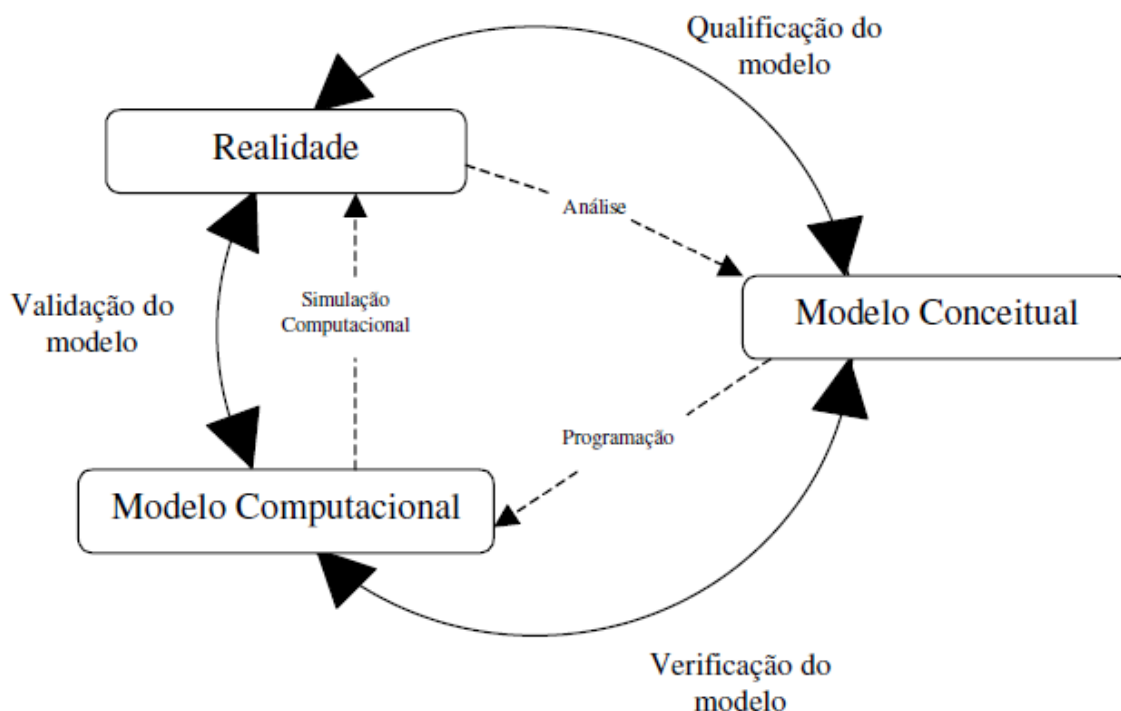 Qualificação do
modelo
Realidade
Análise
Modelo Conceitual
Validação do
modelo
Simulação
Computacional
Programação
Modelo Computacional
Verificação do
modelo